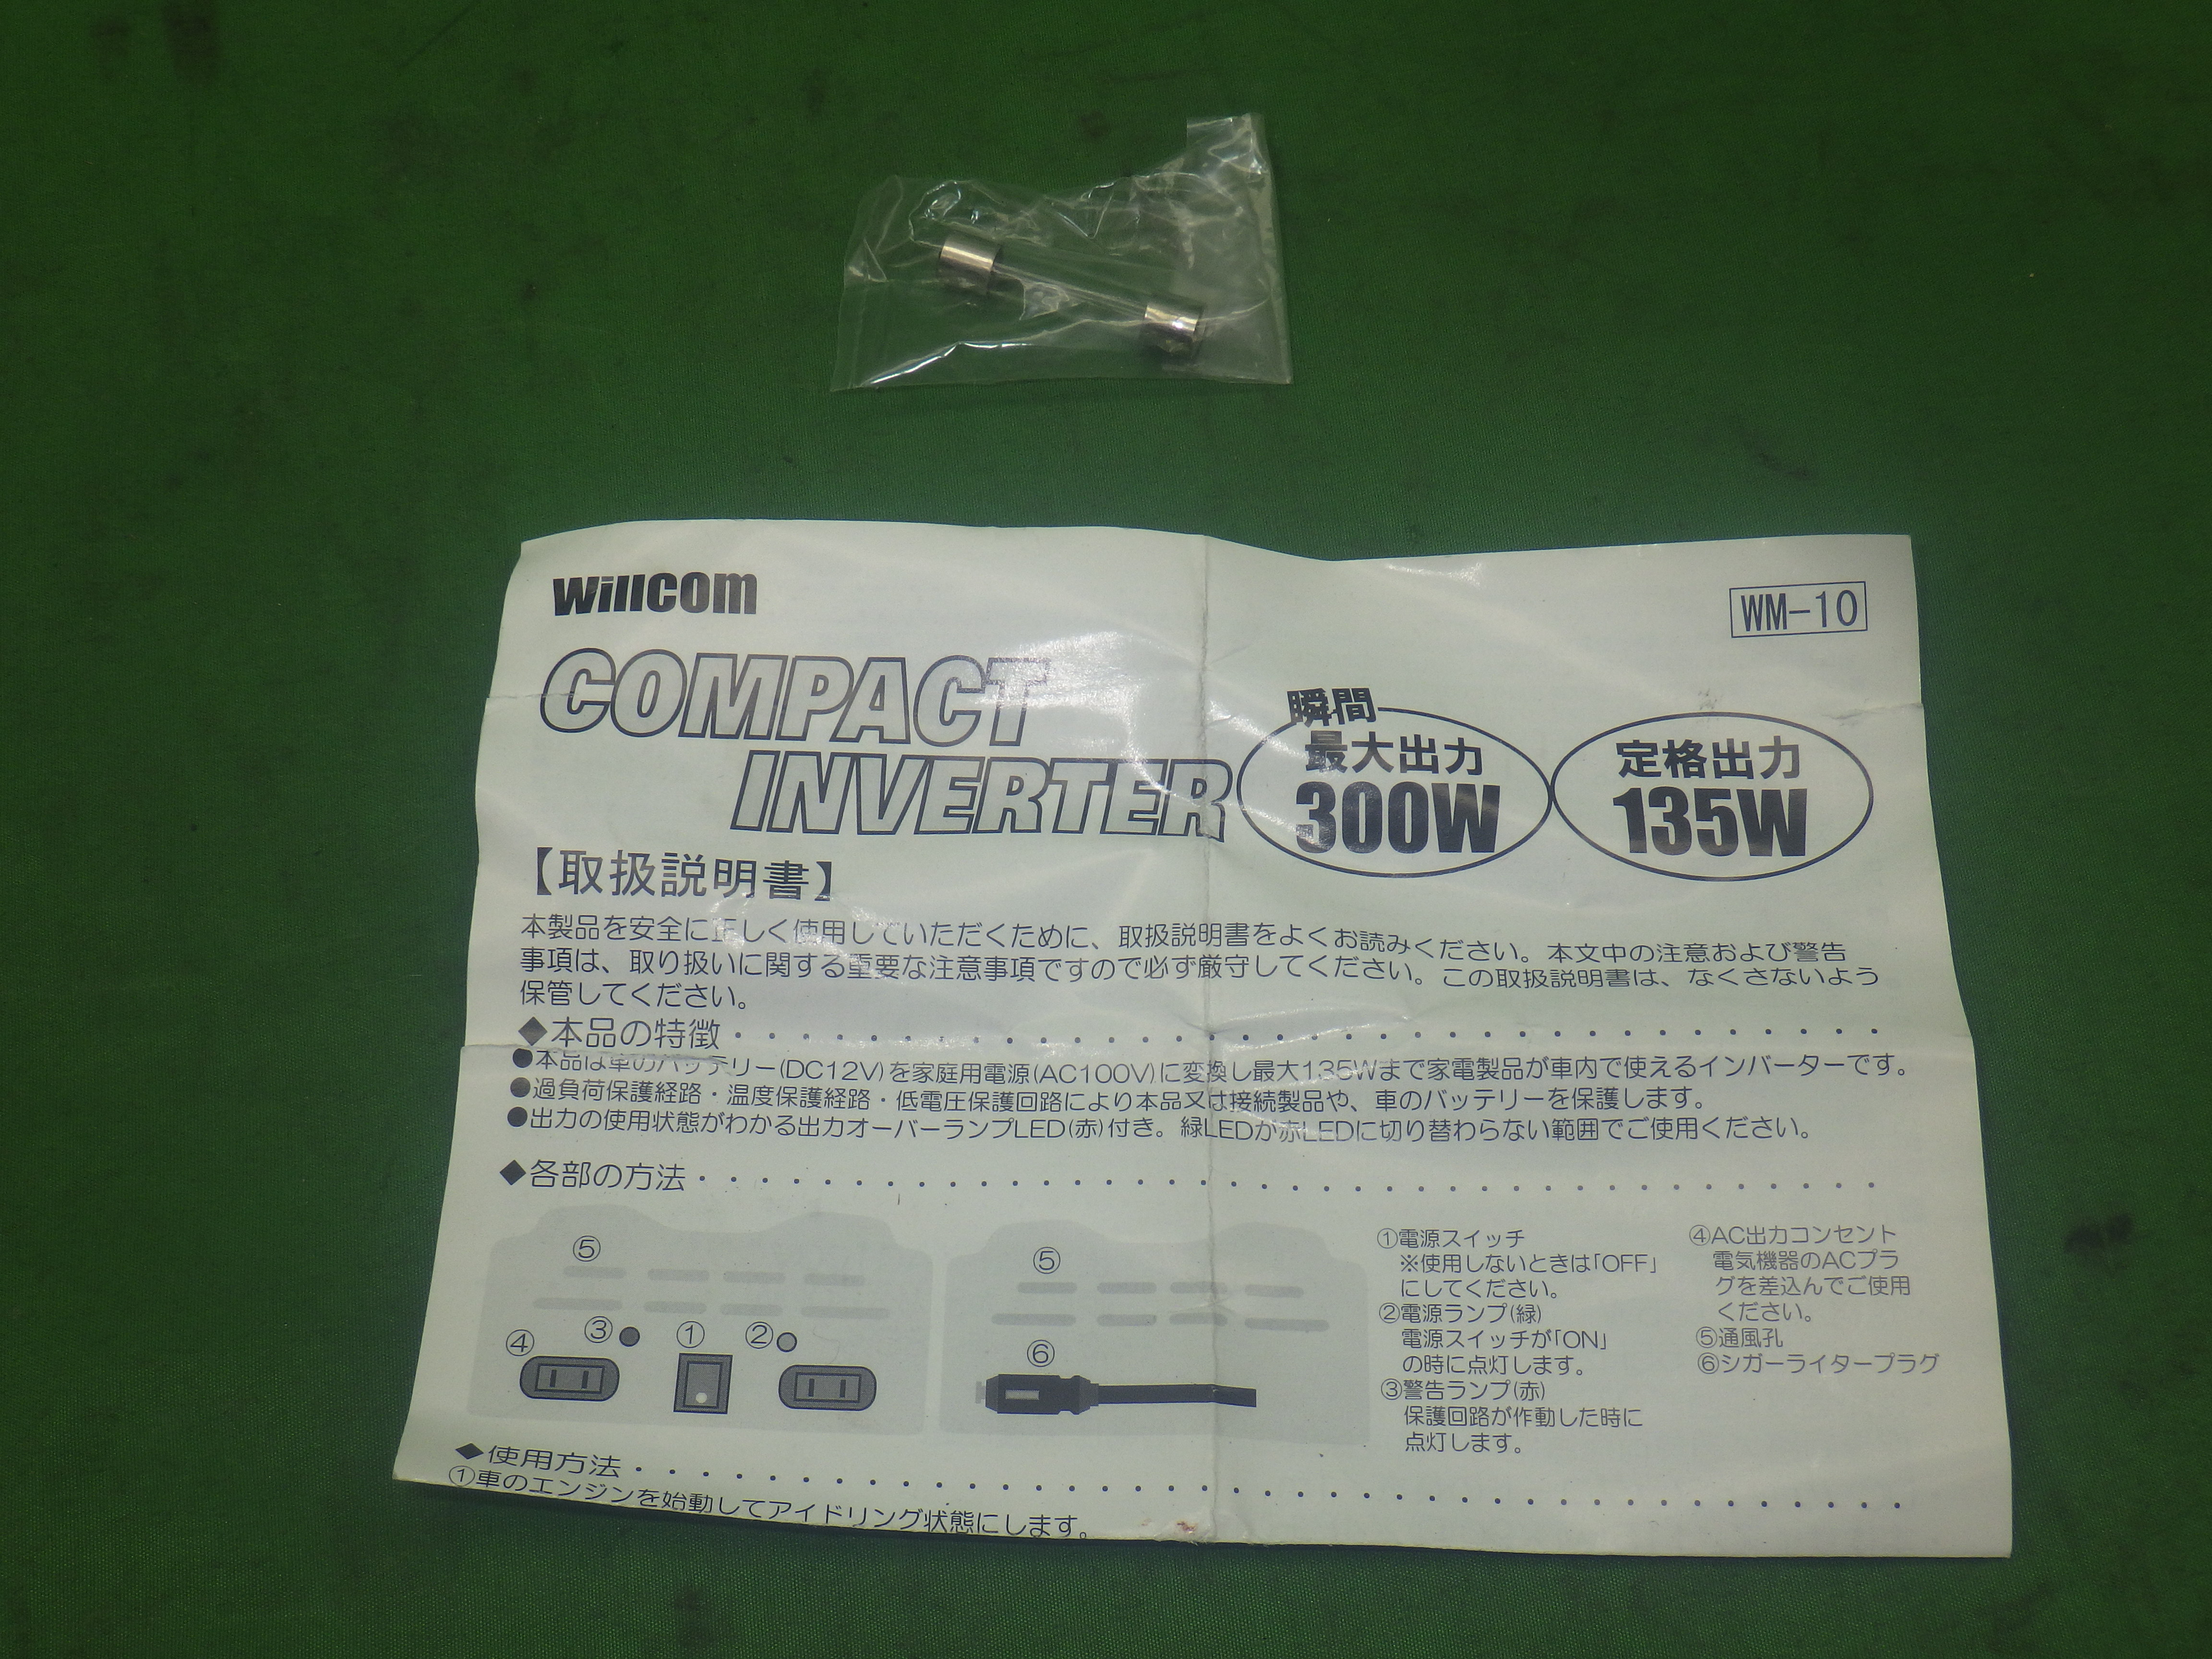 Willcom
WM-10
COMPACT
INVERTER
瞬間
最大出力
300W
定格出力
135W
【取扱説明書】
本製品を安全に正しく使用していただくために、取扱説明書をよくお読みください。本文中の注意および警告
事項は、取り扱いに関する重要な注意事項ですので必ず厳守してください。この取扱説明書は、なくさないよう
保管してください。
◆本品の特徴
●本品は車のバッテリー(DC12V)を家庭用電源(AC100V)に変換し最大135Wまで家電製品が車内で使えるインバーターです。
●過負荷保護経路・温度保護経路・低電圧保護回路により本品又は接続製品や、車のバッテリーを保護します。
●出力の使用状態がわかる出力オーバーランプLED(赤)付き。緑LEDが赤LEDに切り替わらない範囲でご使用ください。
◆各部の方法
⑤
③
①
②
④
⑤
⑥
①電源スイッチ
※使用しないときは「OFF」
にしてください。
②電源ランプ(緑)
電源スイッチが「ON」
の時に点灯します。
③警告ランプ(赤)
保護回路が作動した時に
点灯します。
④AC出力コンセント
電気機器のACプラ
グを差込んでご使用
ください。
⑤通風孔
⑥シガーライタープラグ
◆使用方法
①車のエンジンを始動してアイドリング状態にします。